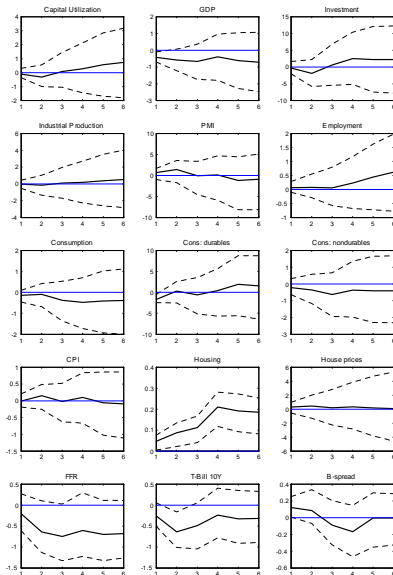 Capital Utilization GDP Investment
4 2 15
3 1 10
2 0 5
1 -1 0
0 -2 -5
-1 -3 -10
-2
1 2 3 4 5 6 1 2 3 4 5 6 1 2 3 4 5 6
Industrial Production PMI Employment
6 10 2
4 5 1.5
2 0 1
0 -5 0.5
-2 -10 0
-4 -1
1 2 3 4 5 6 1 2 3 4 5 6 1 2 3 4 5 6
Consumption Cons: durables Cons: nondurables
2 10 2
1 5 1
0 0 0
-1 -5 -1
-2 -10 -2
-3
1 2 3 4 5 6 1 2 3 4 5 6 1 2 3 4 5 6
CPI Housing House prices
1 0.4 6
0.5 0.3 4
0 0.2 2
-0.5 0.1 0
-1 0 -2
-1.5 -4
-6
1 2 3 4 5 6 1 2 3 4 5 6 1 2 3 4 5 6
FFR T-Bill 10Y B-spread
0.5 0.5 0.4
0 0 0.2
-0.5 -0.5 0
-1 -1 -0.2
-1.5 -1.5 -0.4
-0.6
1 2 3 4 5 6 1 2 3 4 5 6 1 2 3 4 5 6